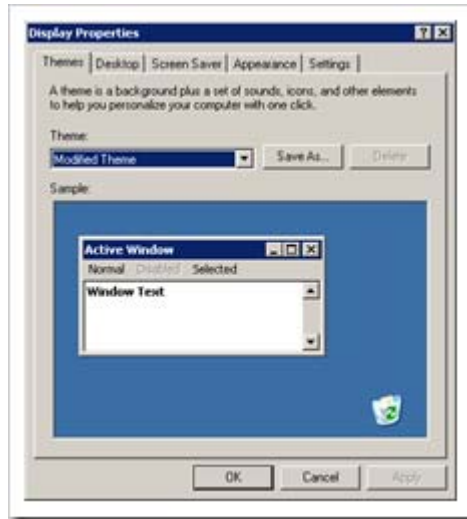 Display Properties
Themes Desktop Screen Saver Appearance Settings
A theme is a background plus a set of sounds, icons, and other elements
to help you personalize your computer with one click.
Theme:
Modified Theme Save As... Delete
Sample:
Active Window
Normal Disabled Selected
Window Text
OK Cancel Apply